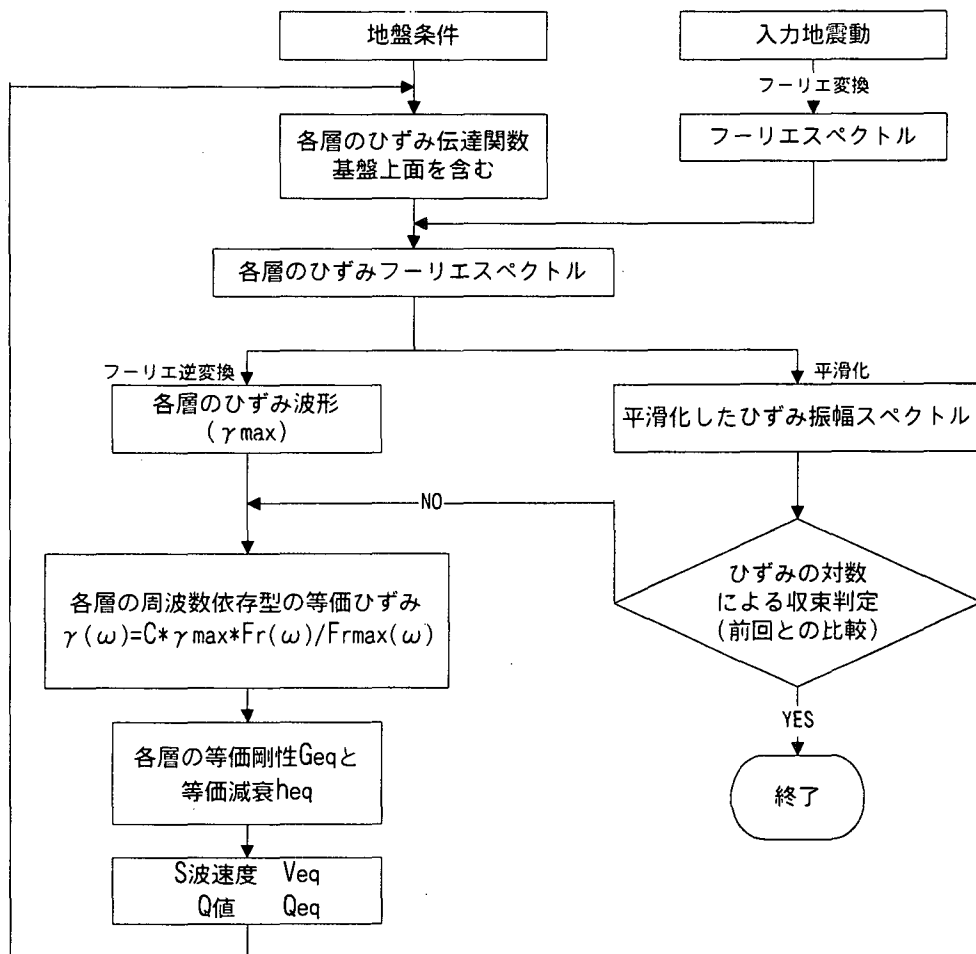 地盤条件
入力地震動
フーリエ変換
各層のひずみ伝達関数
基盤上面を含む
フーリエスペクトル
各層のひずみフーリエスペクトル
フーリエ逆変換
平滑化
各層のひずみ波形
(γmax)
平滑化したひずみ振幅スペクトル
NO
各層の周波数依存型の等価ひずみ
γ(ω)=C*γmax*Fr(ω)/Frmax(ω)
ひずみの対数
による収束判定
(前回との比較)
YES
各層の等価剛性Geqと
等価減衰heq
終了
S波速度 Veq
Q値 Qeq